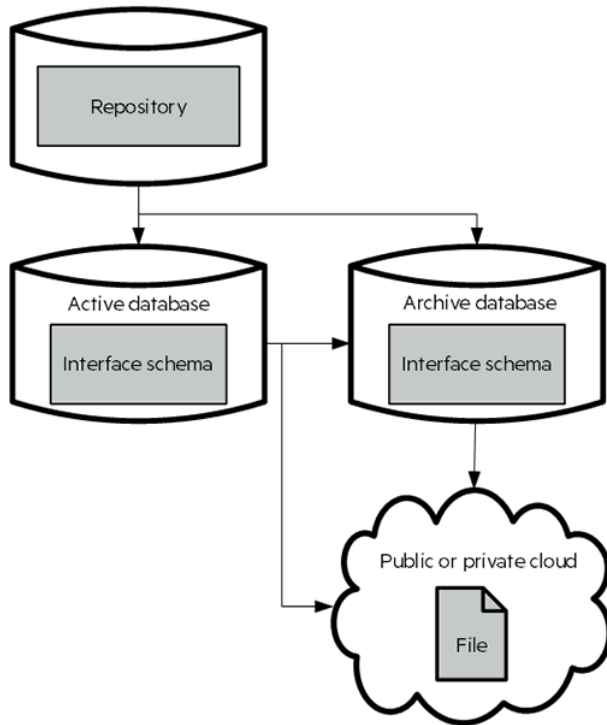 Repository
Active database
Interface schema
Archive database
Interface schema
Public or private cloud
File